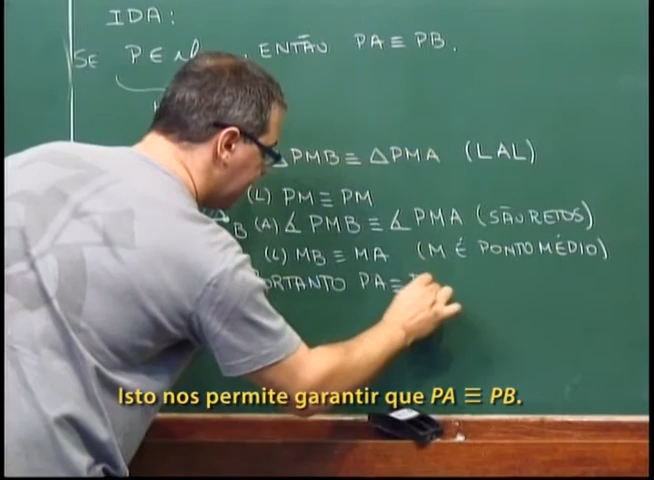 IDA:
SE P ∈ , ENTÃO PA ≡ PB.
△PMB ≡ △PMA (LAL)
(L) PM ≡ PM
B (A) ∡ PMB ≡ ∡ PMA (SÃO RETOS)
(L) MB ≡ MA (M É PONTO MÉDIO)
PORTANTO PA ≡
Isto nos permite garantir que PA ≡ PB.